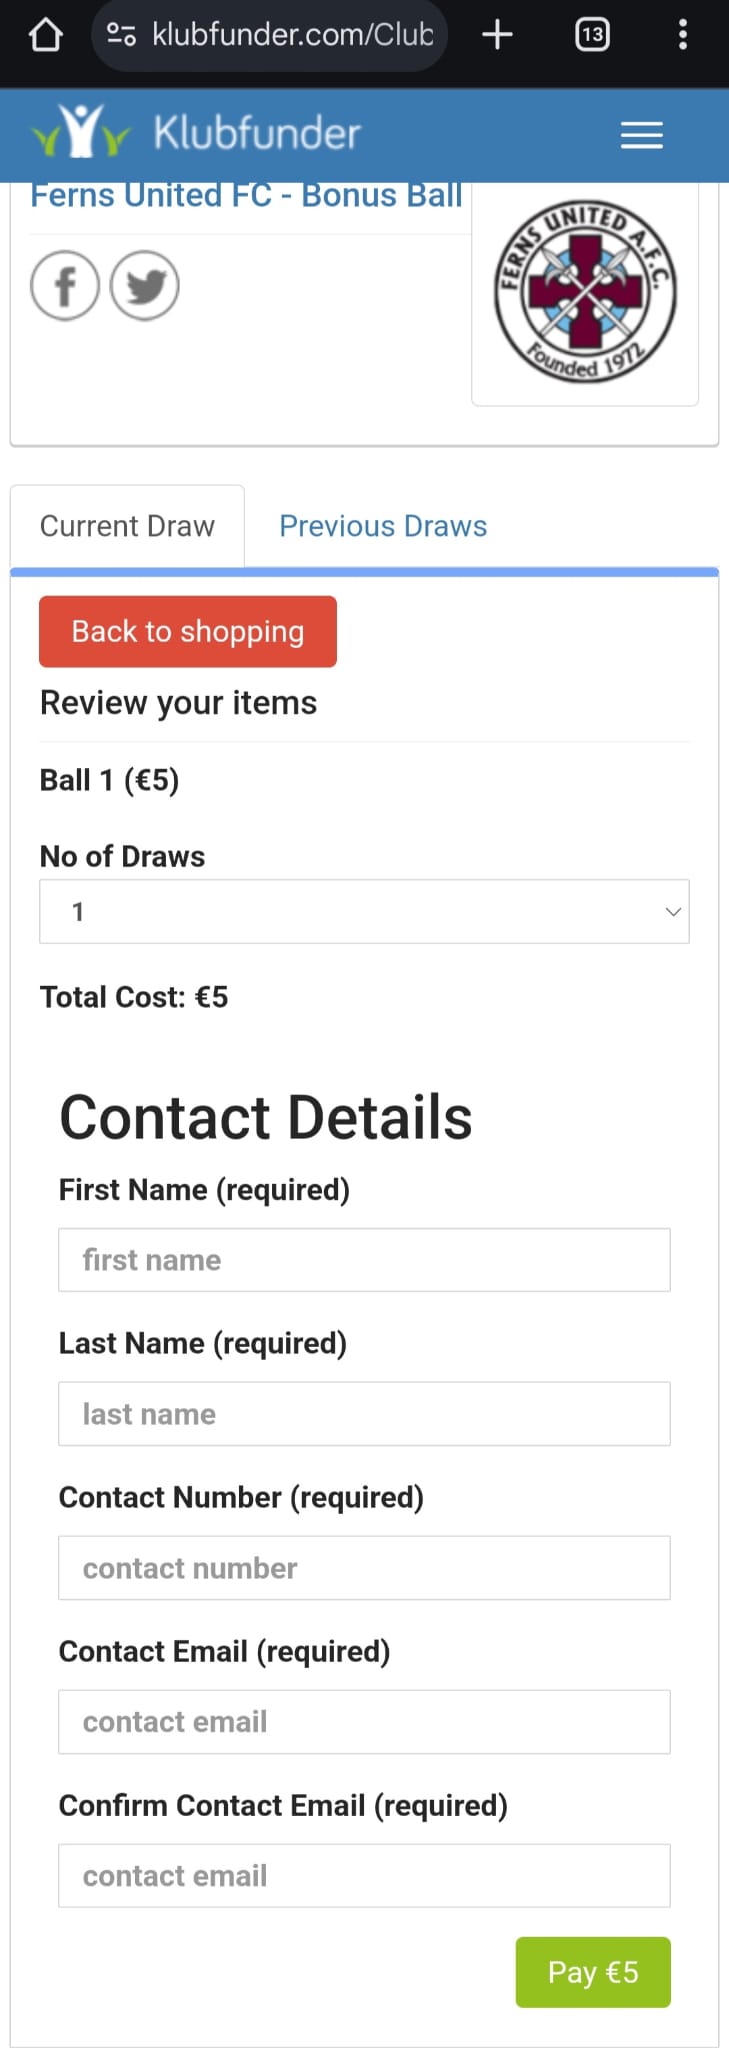 klubfunder.com/Club
13
Klubfunder
Ferns United FC - Bonus Ball
FERNS UNITED A.F.C.
Founded 1972
Current Draw
Previous Draws
Back to shopping
Review your items
Ball 1 (€5)
No of Draws
1
Total Cost: €5
Contact Details
First Name (required)
first name
Last Name (required)
last name
Contact Number (required)
contact number
Contact Email (required)
contact email
Confirm Contact Email (required)
contact email
Pay €5